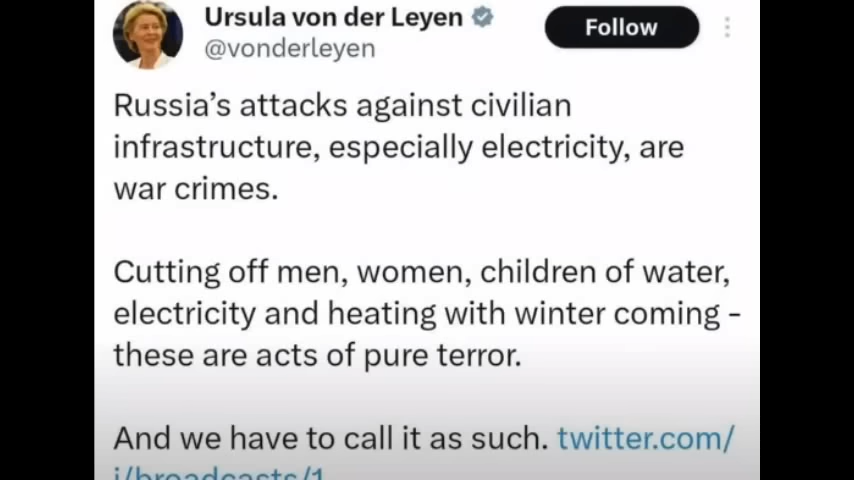 Ursula von der Leyen
@vonderleyen
Follow
Russia's attacks against civilian
infrastructure, especially electricity, are
war crimes.
Cutting off men, women, children of water,
electricity and heating with winter coming -
these are acts of pure terror.
And we have to call it as such. twitter.com/
i/broadcasts/1